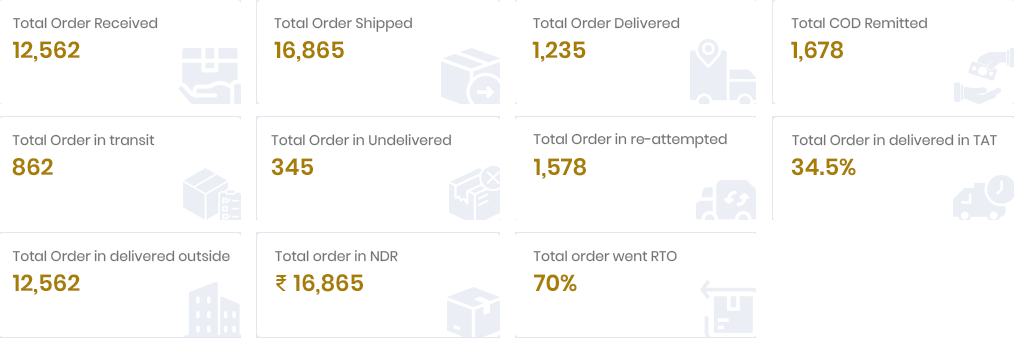 Total Order Received
12,562
Total Order Shipped
16,865
Total Order Delivered
1,235
Total COD Remitted
1,678
Total Order in transit
862
Total Order in Undelivered
345
Total Order in re-attempted
1,578
Total Order in delivered in TAT
34.5%
Total Order in delivered outside
12,562
Total order in NDR
₹ 16,865
Total order went RTO
70%